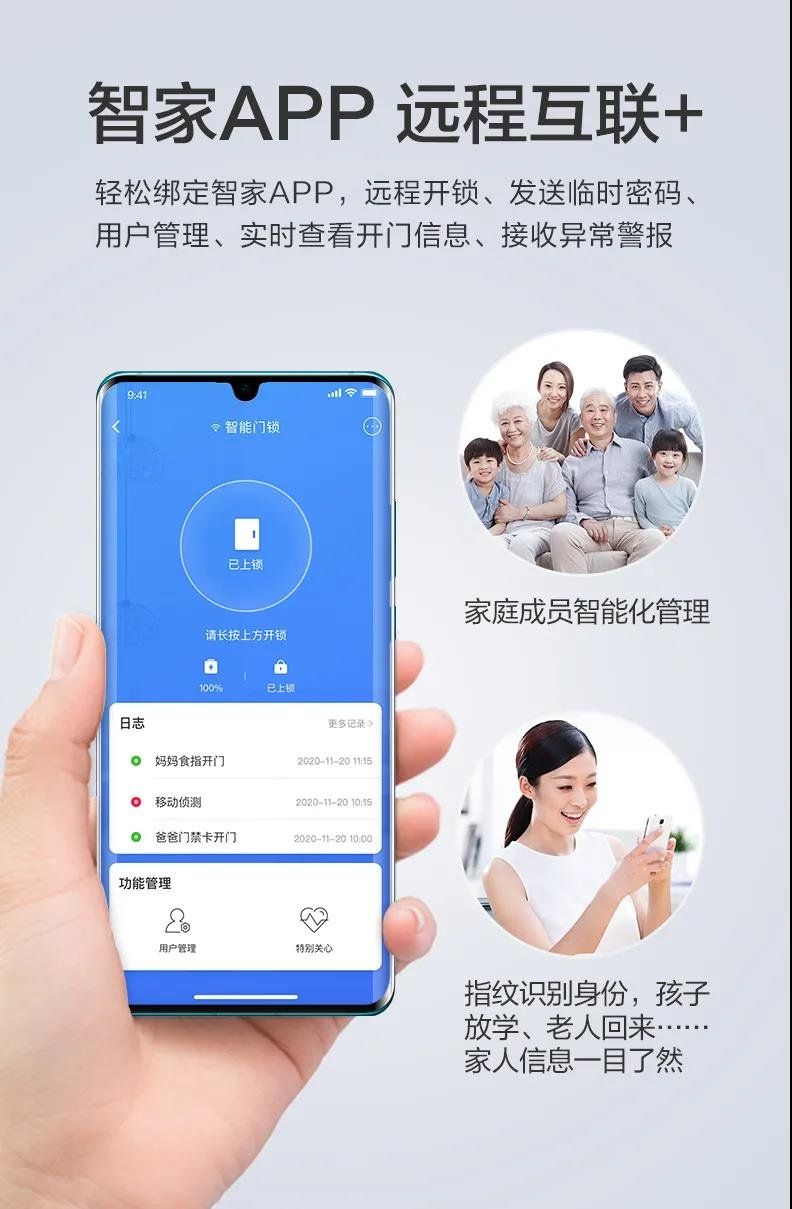 智家APP 远程互联+
轻松绑定智家APP，远程开锁、发送临时密码、
用户管理、实时查看开门信息、接收异常警报
9:41
智能门锁
已上锁
请长按上方开锁
100%
已上锁
日志 更多记录 >
妈妈食指开门 2020-11-20 11:15
移动侦测 2020-11-20 10:15
爸爸门禁卡开门 2020-11-20 10:00
功能管理
用户管理 特别关心
家庭成员智能化管理
指纹识别身份，孩子
放学、老人回来……
家人信息一目了然